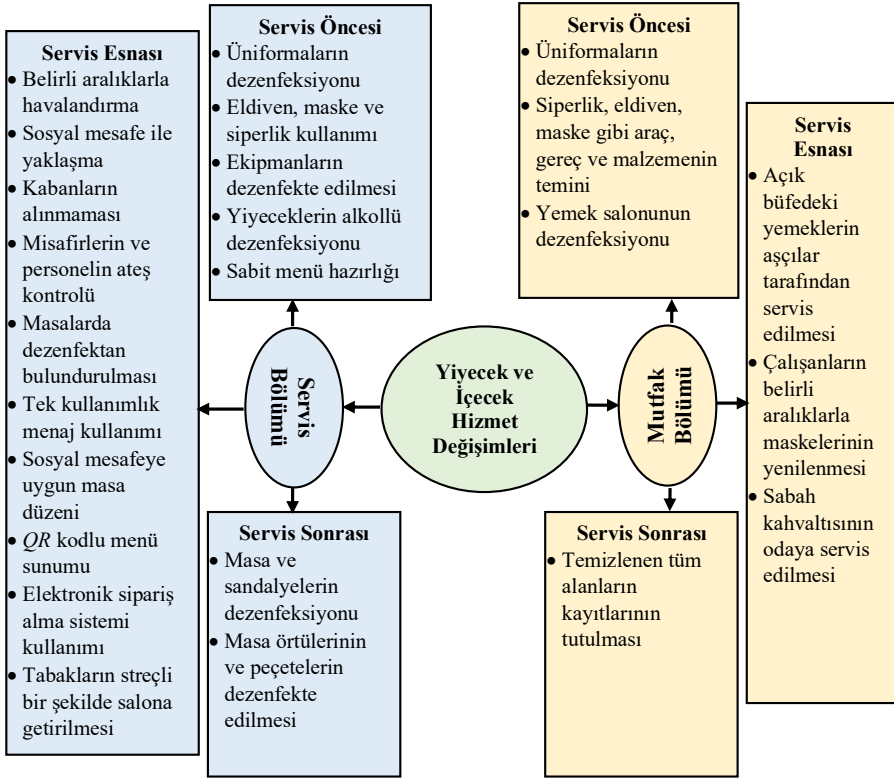 Servis Esnası
• Belirli aralıklarla
havalandırma
• Sosyal mesafe ile
yaklaşma
• Kabanların
alınmaması
• Misafirlerin ve
personelin ateş
kontrolü
• Masalarda
dezenfektan
bulundurulması
• Tek kullanımlık
menaj kullanımı
• Sosyal mesafeye
uygun masa
düzeni
• QR kodlu menü
sunumu
• Elektronik sipariş
alma sistemi
kullanımı
• Tabakların streçli
bir şekilde salona
getirilmesi
Servis Öncesi
• Üniformaların
dezenfeksiyonu
• Eldiven, maske ve
siperlik kullanımı
• Ekipmanların
dezenfekte edilmesi
• Yiyeceklerin alkollü
dezenfeksiyonu
• Sabit menü hazırlığı
Servis
Bölümü
Servis Sonrası
• Masa ve
sandalyelerin
dezenfeksiyonu
• Masa örtülerinin
ve peçetelerin
dezenfekte
edilmesi
Yiyecek ve
İçecek
Hizmet
Değişimleri
Servis Öncesi
• Üniformaların
dezenfeksiyonu
• Siperlik, eldiven,
maske gibi araç,
gereç ve malzemenin
temini
• Yemek salonunun
dezenfeksiyonu
Mutfak
Bölümü
Servis Sonrası
• Temizlenen tüm
alanların
kayıtlarının
tutulması
Servis
Esnası
• Açık
büfedeki
yemeklerin
aşçılar
tarafından
servis
edilmesi
• Çalışanların
belirli
aralıklarla
maskelerinin
yenilenmesi
• Sabah
kahvaltısının
odaya servis
edilmesi